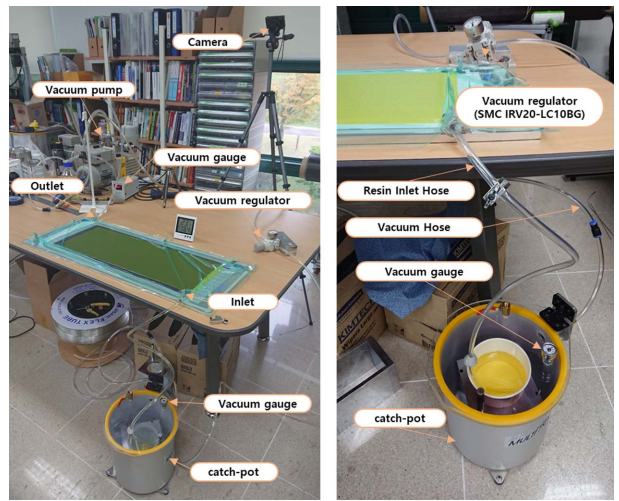 Camera
Vacuum pump
Vacuum gauge
Outlet
Vacuum regulator
Inlet
Vacuum gauge
catch-pot
Vacuum regulator
(SMC IRV20-LC10BG)
Resin Inlet Hose
Vacuum Hose
Vacuum gauge
catch-pot
KIMTECH